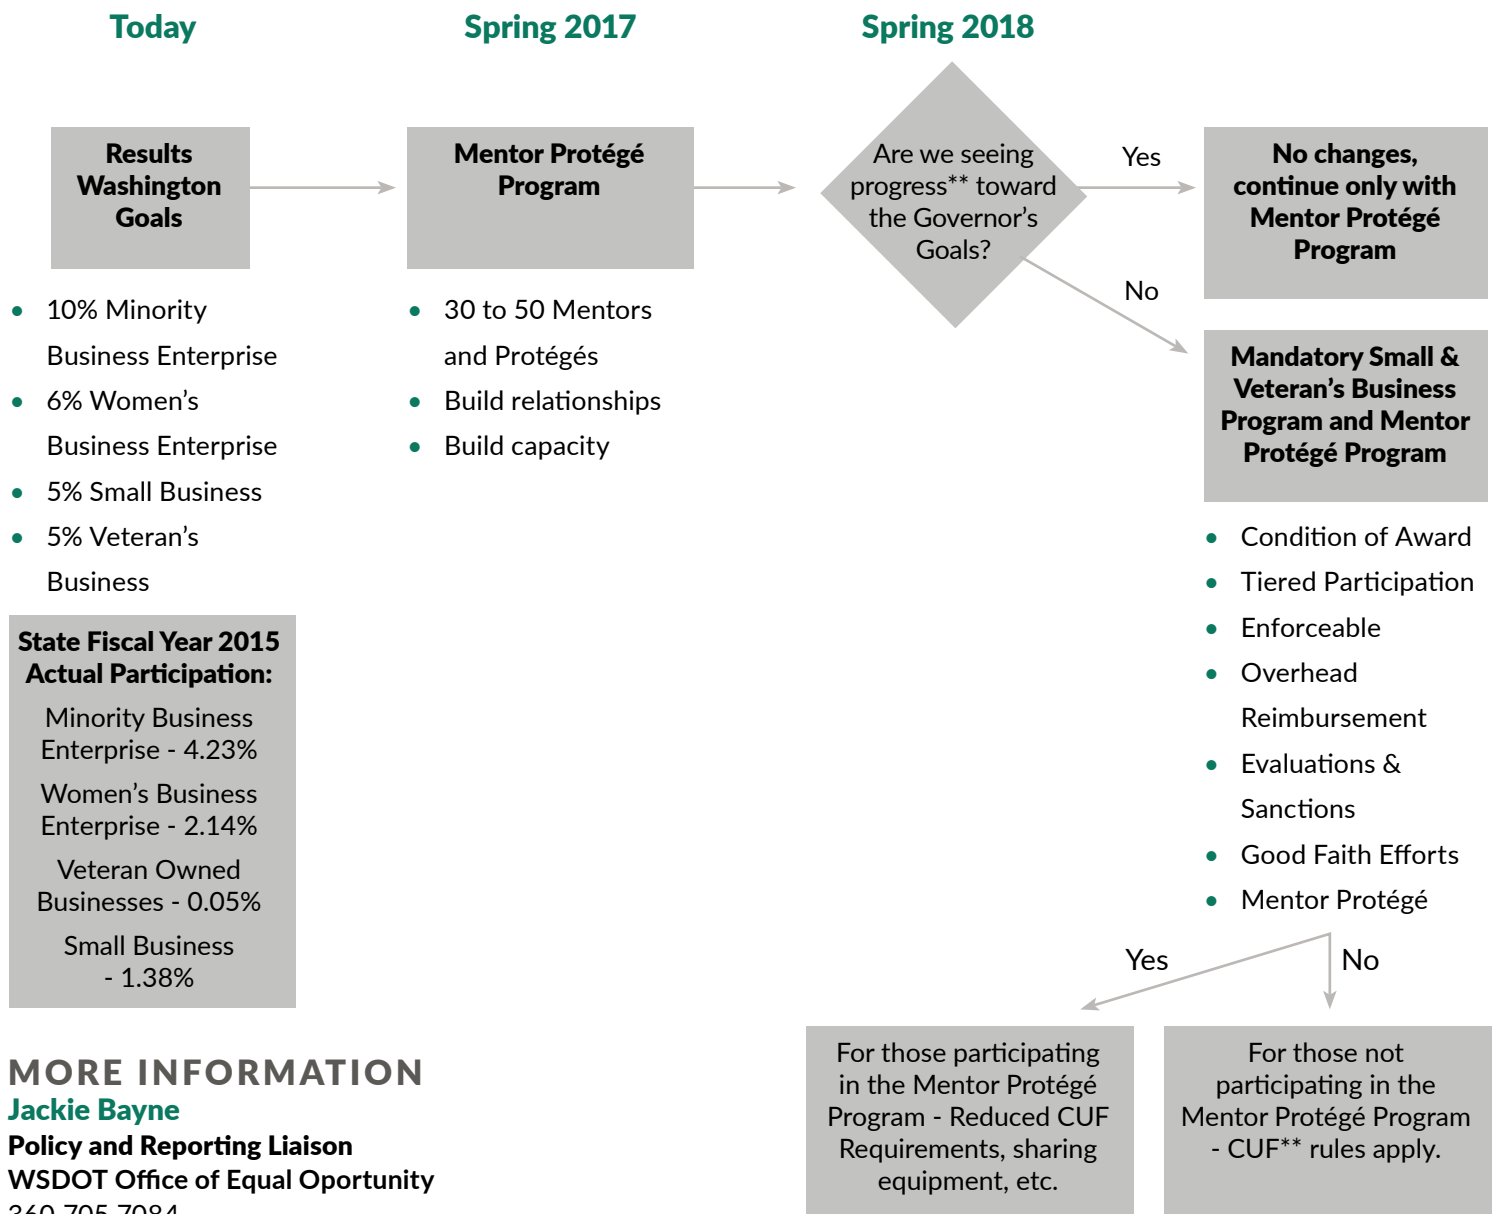 Today
Spring 2017
Spring 2018
Results
Washington
Goals
Mentor Protégé
Program
Are we seeing
progress** toward
the Governor's
Goals?
Yes
No
No changes,
continue only with
Mentor Protégé
Program
• 10% Minority
Business Enterprise
• 6% Women's
Business Enterprise
• 5% Small Business
• 5% Veteran's
Business
• 30 to 50 Mentors
and Protégés
• Build relationships
• Build capacity
Mandatory Small &
Veteran's Business
Program and Mentor
Protégé Program
• Condition of Award
• Tiered Participation
• Enforceable
• Overhead
Reimbursement
• Evaluations &
Sanctions
• Good Faith Efforts
• Mentor Protégé
State Fiscal Year 2015
Actual Participation:
Minority Business
Enterprise - 4.23%
Women's Business
Enterprise - 2.14%
Veteran Owned
Businesses - 0.05%
Small Business
- 1.38%
Yes
No
For those participating
in the Mentor Protégé
Program - Reduced CUF
Requirements, sharing
equipment, etc.
For those not
participating in the
Mentor Protégé Program
- CUF** rules apply.
MORE INFORMATION
Jackie Bayne
Policy and Reporting Liaison
WSDOT Office of Equal Oportunity
360-705-7084